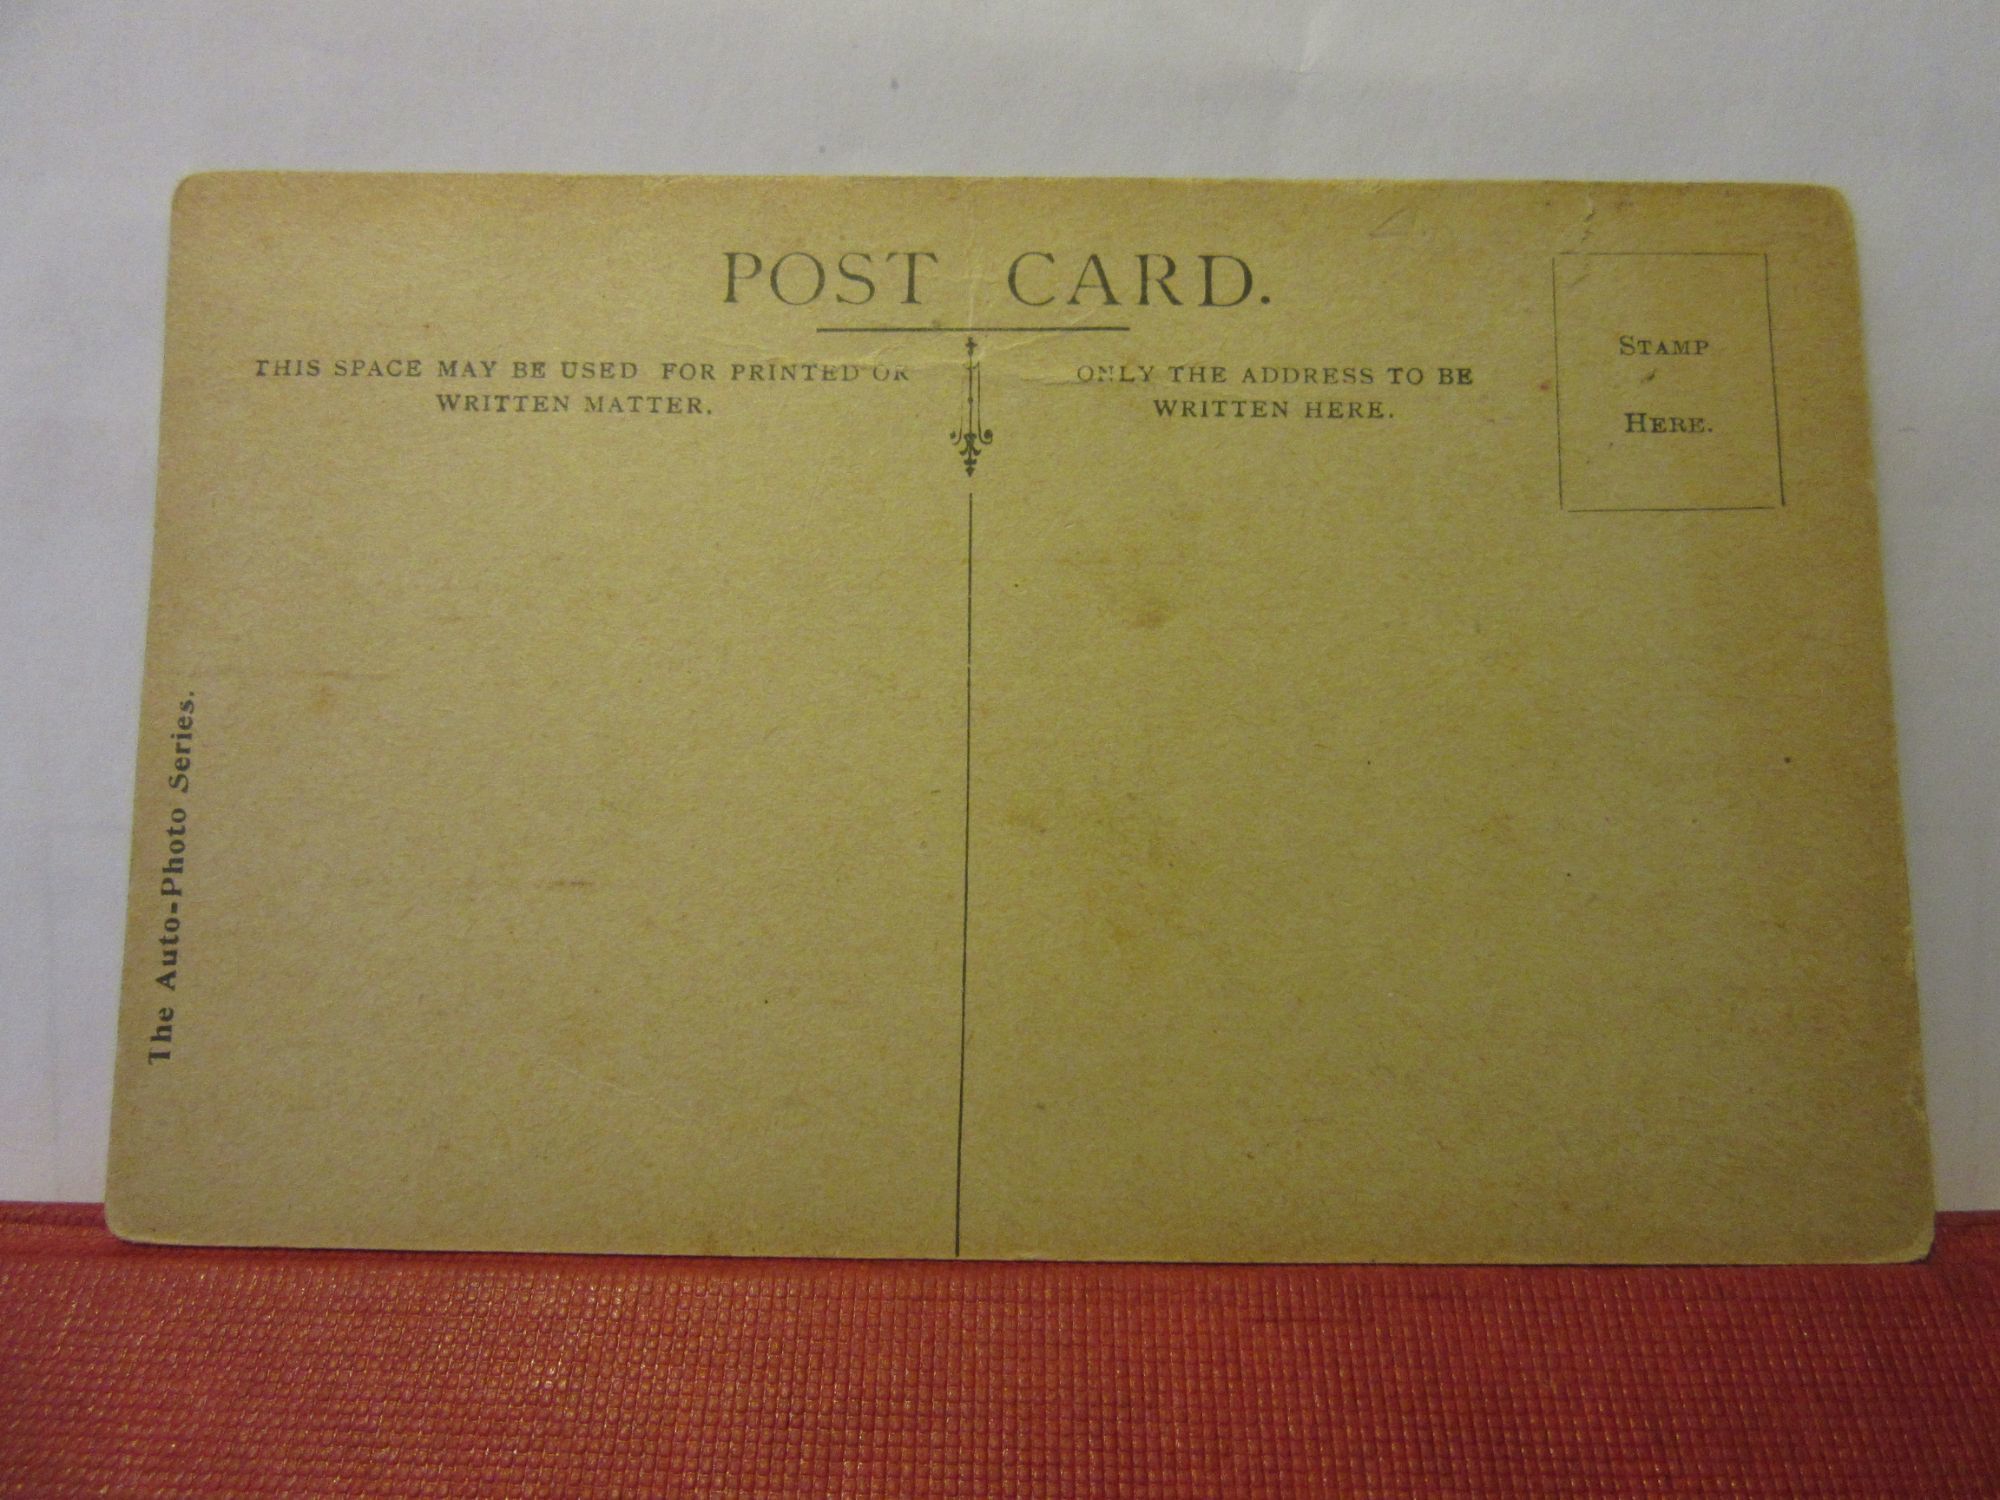 POST CARD.
THIS SPACE MAY BE USED FOR PRINTED OR
WRITTEN MATTER.
ONLY THE ADDRESS TO BE
WRITTEN HERE.
STAMP
HERE.
The Auto-Photo Series.